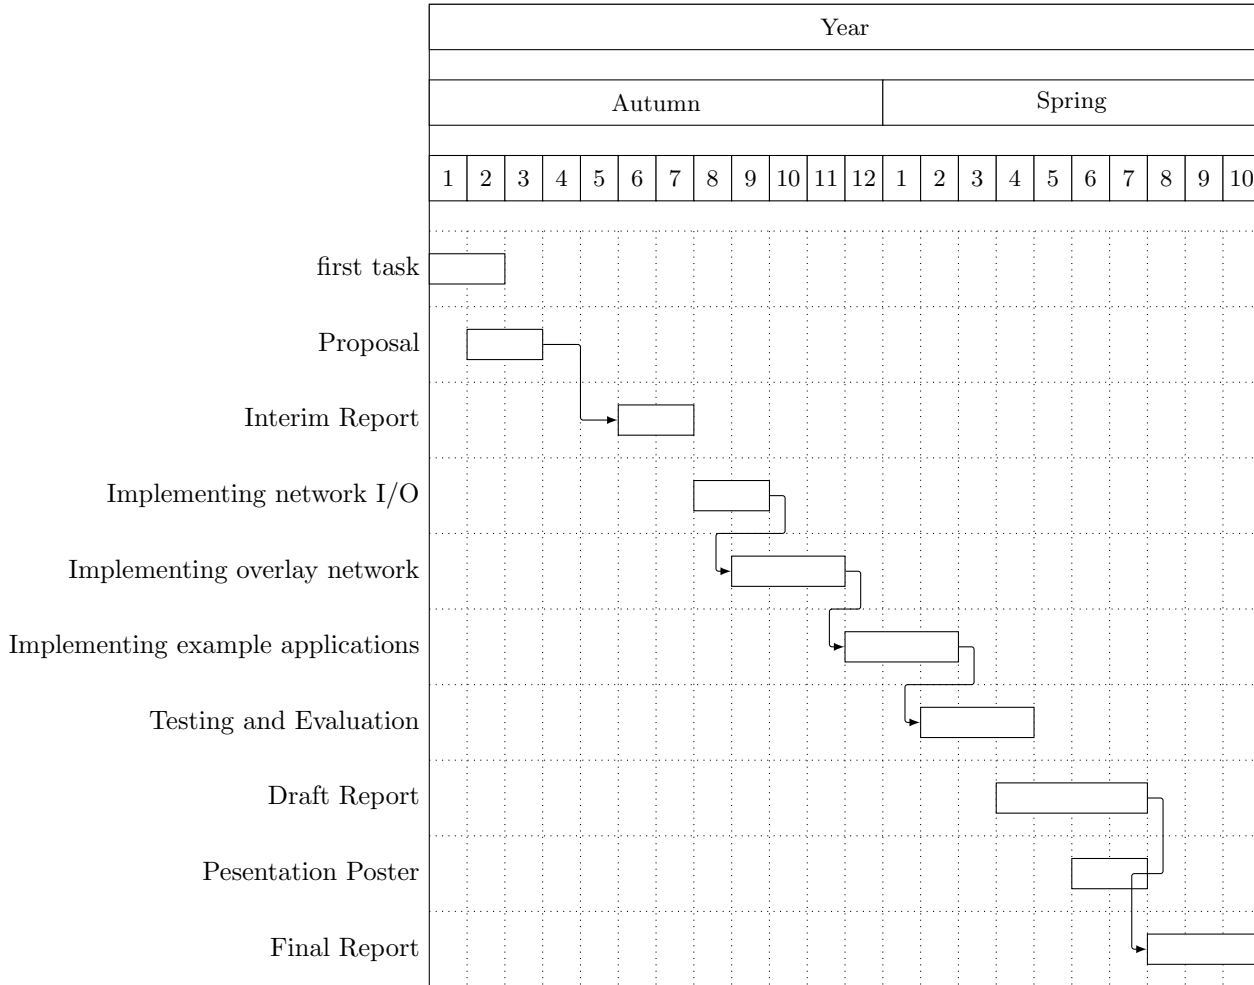 Year
Autumn Spring
1 2 3 4 5 6 7 8 9 10 11 12 1 2 3 4 5 6 7 8 9 10
first task
Proposal
Interim Report
Implementing network I/O
Implementing overlay network
Implementing example applications
Testing and Evaluation
Draft Report
Pesentation Poster
Final Report